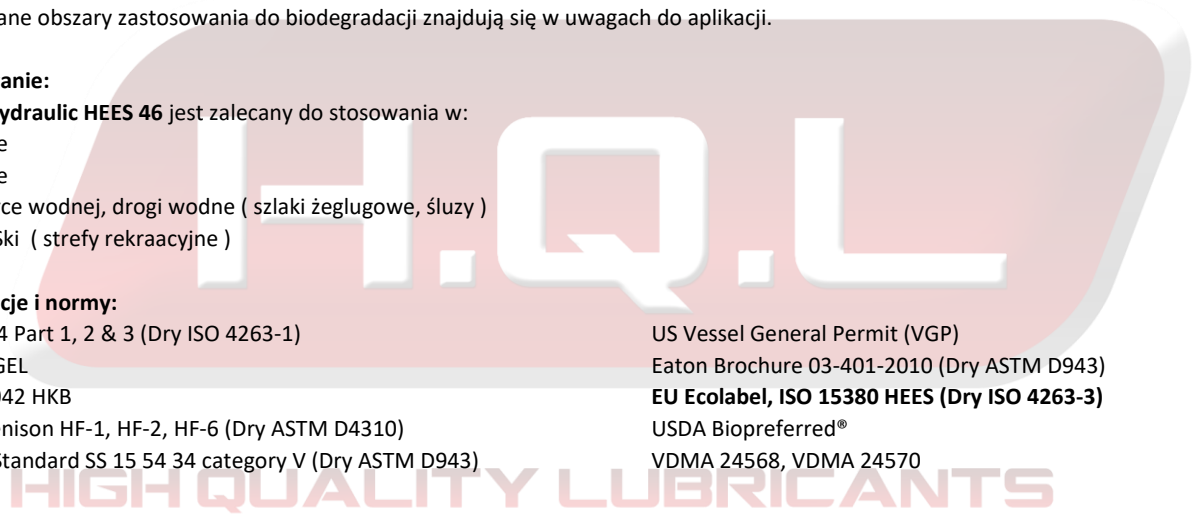 ane obszary zastosowania do biodegradacji znajdują się w uwagach do aplikacji.
anie:
ydraulic HEES 46 jest zalecany do stosowania w:
e
e
ce wodnej, drogi wodne ( szlaki żeglugowe, śluzy )
Ski ( strefy rekraacyjne )
H.Q.L
cje i normy:
4 Part 1, 2 & 3 (Dry ISO 4263-1)
GEL
042 HKB
enison HF-1, HF-2, HF-6 (Dry ASTM D4310)
Standard SS 15 54 34 category V (Dry ASTM D943)
US Vessel General Permit (VGP)
Eaton Brochure 03-401-2010 (Dry ASTM D943)
EU Ecolabel, ISO 15380 HEES (Dry ISO 4263-3)
USDA Biopreferred®
VDMA 24568, VDMA 24570
HIGH QUALITY LUBRICANTS